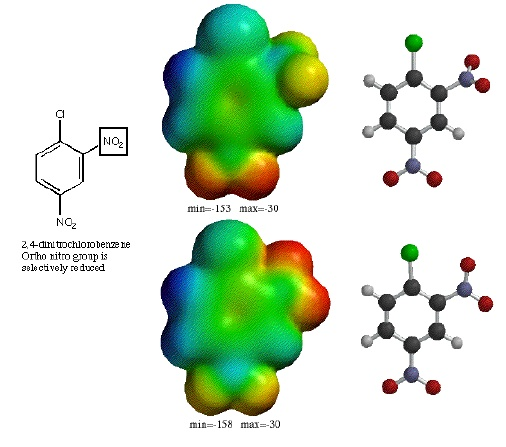 Cl
NO2
NO2
2,4-dinitrochlorobenzene
Ortho nitro group is
selectively reduced
min=-153 max=-30
min=-158 max=-30